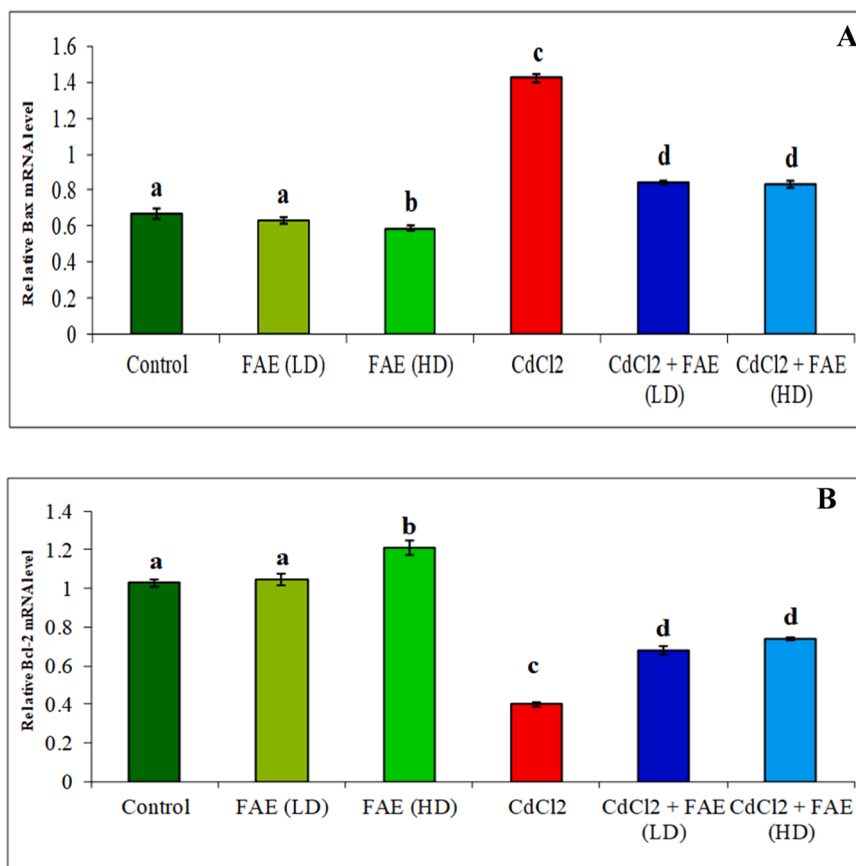 A
Relative Bax mRNA level
1.6
1.4
1.2
1
0.8
0.6
0.4
0.2
0
a
a
b
c
d
d
Control
FAE (LD)
FAE (HD)
CdCl2
CdCl2 + FAE
(LD)
CdCl2 + FAE
(HD)
B
Relative Bcl-2 mRNA level
1.4
1.2
1
0.8
0.6
0.4
0.2
0
a
a
b
c
d
d
Control
FAE (LD)
FAE (HD)
CdCl2
CdCl2 + FAE
(LD)
CdCl2 + FAE
(HD)